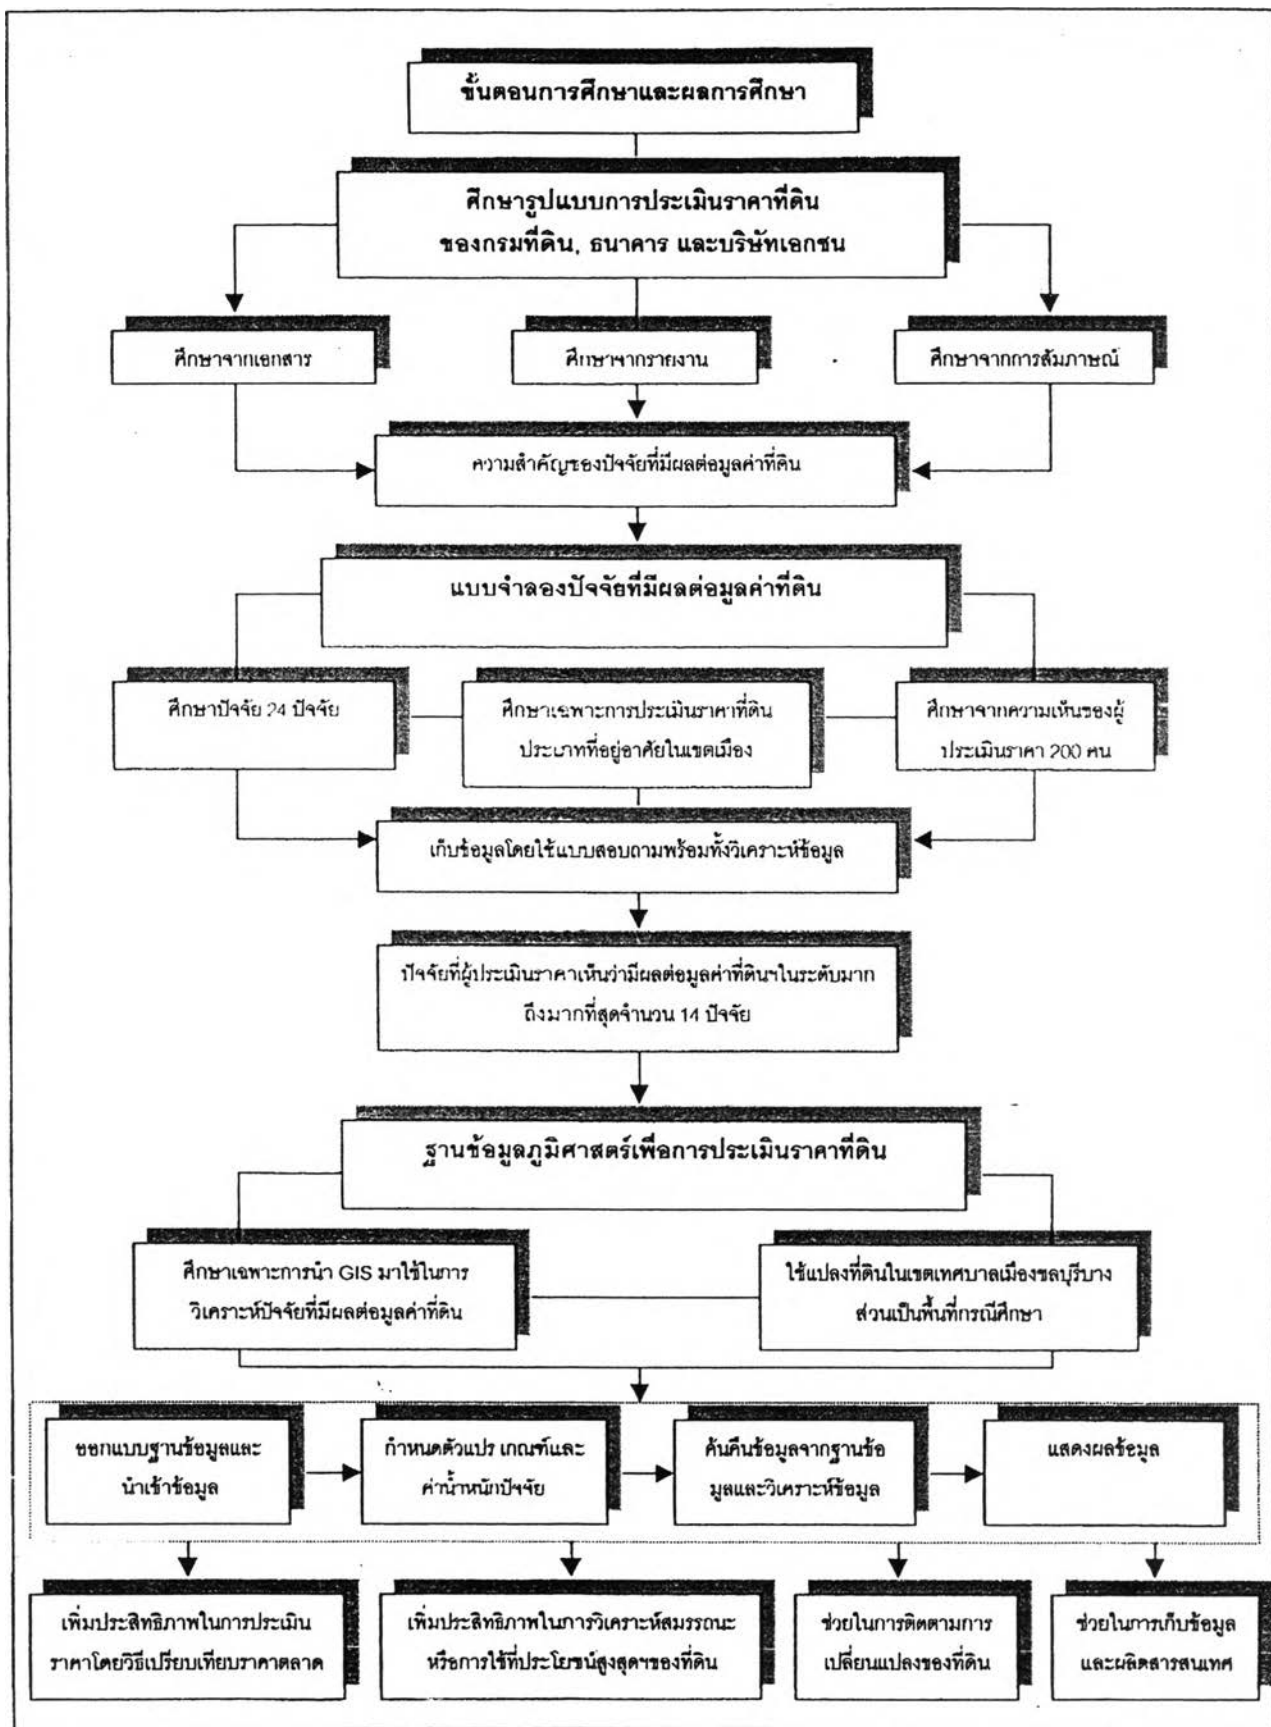 ขั้นตอนการศึกษาและผลการศึกษา
ศึกษารูปแบบการประเมินราคาที่ดิน
ของกรมที่ดิน, ธนาคาร และบริษัทเอกชน
ศึกษาจากเอกสาร
ศึกษาจากรายงาน
ศึกษาจากการสัมภาษณ์
ความสำคัญของปัจจัยที่มีผลต่อมูลค่าที่ดิน
แบบจำลองปัจจัยที่มีผลต่อมูลค่าที่ดิน
ศึกษาปัจจัย 24 ปัจจัย
ศึกษาเฉพาะการประเมินราคาที่ดิน
ประเภทที่อยู่อาศัยในเขตเมือง
ศึกษาจากความเห็นของผู้
ประเมินราคา 200 คน
เก็บข้อมูลโดยใช้แบบสอบถามพร้อมทั้งวิเคราะห์ข้อมูล
ปัจจัยที่ผู้ประเมินราคาเห็นว่ามีผลต่อมูลค่าที่ดินฯในระดับมาก
ถึงมากที่สุดจำนวน 14 ปัจจัย
ฐานข้อมูลภูมิศาสตร์เพื่อการประเมินราคาที่ดิน
ศึกษาเฉพาะการนำ GIS มาใช้ในการ
วิเคราะห์ปัจจัยที่มีผลต่อมูลค่าที่ดิน
ใช้แปลงที่ดินในเขตเทศบาลเมืองชลบุรีบาง
ส่วนเป็นพื้นที่กรณีศึกษา
ออกแบบฐานข้อมูลและ
นำเข้าข้อมูล
กำหนดตัวแปร เกณฑ์และ
ค่าน้ำหนักปัจจัย
ค้นคืนข้อมูลจากฐานข้อ
มูลและวิเคราะห์ข้อมูล
แสดงผลข้อมูล
เพิ่มประสิทธิภาพในการประเมิน
ราคาโดยวิธีเปรียบเทียบราคาตลาด
เพิ่มประสิทธิภาพในการวิเคราะห์สมรรถนะ
หรือการใช้ที่ประโยชน์สูงสุดฯของที่ดิน
ช่วยในการติดตามการ
เปลี่ยนแปลงของที่ดิน
ช่วยในการเก็บข้อมูล
และผลิตสารสนเทศ